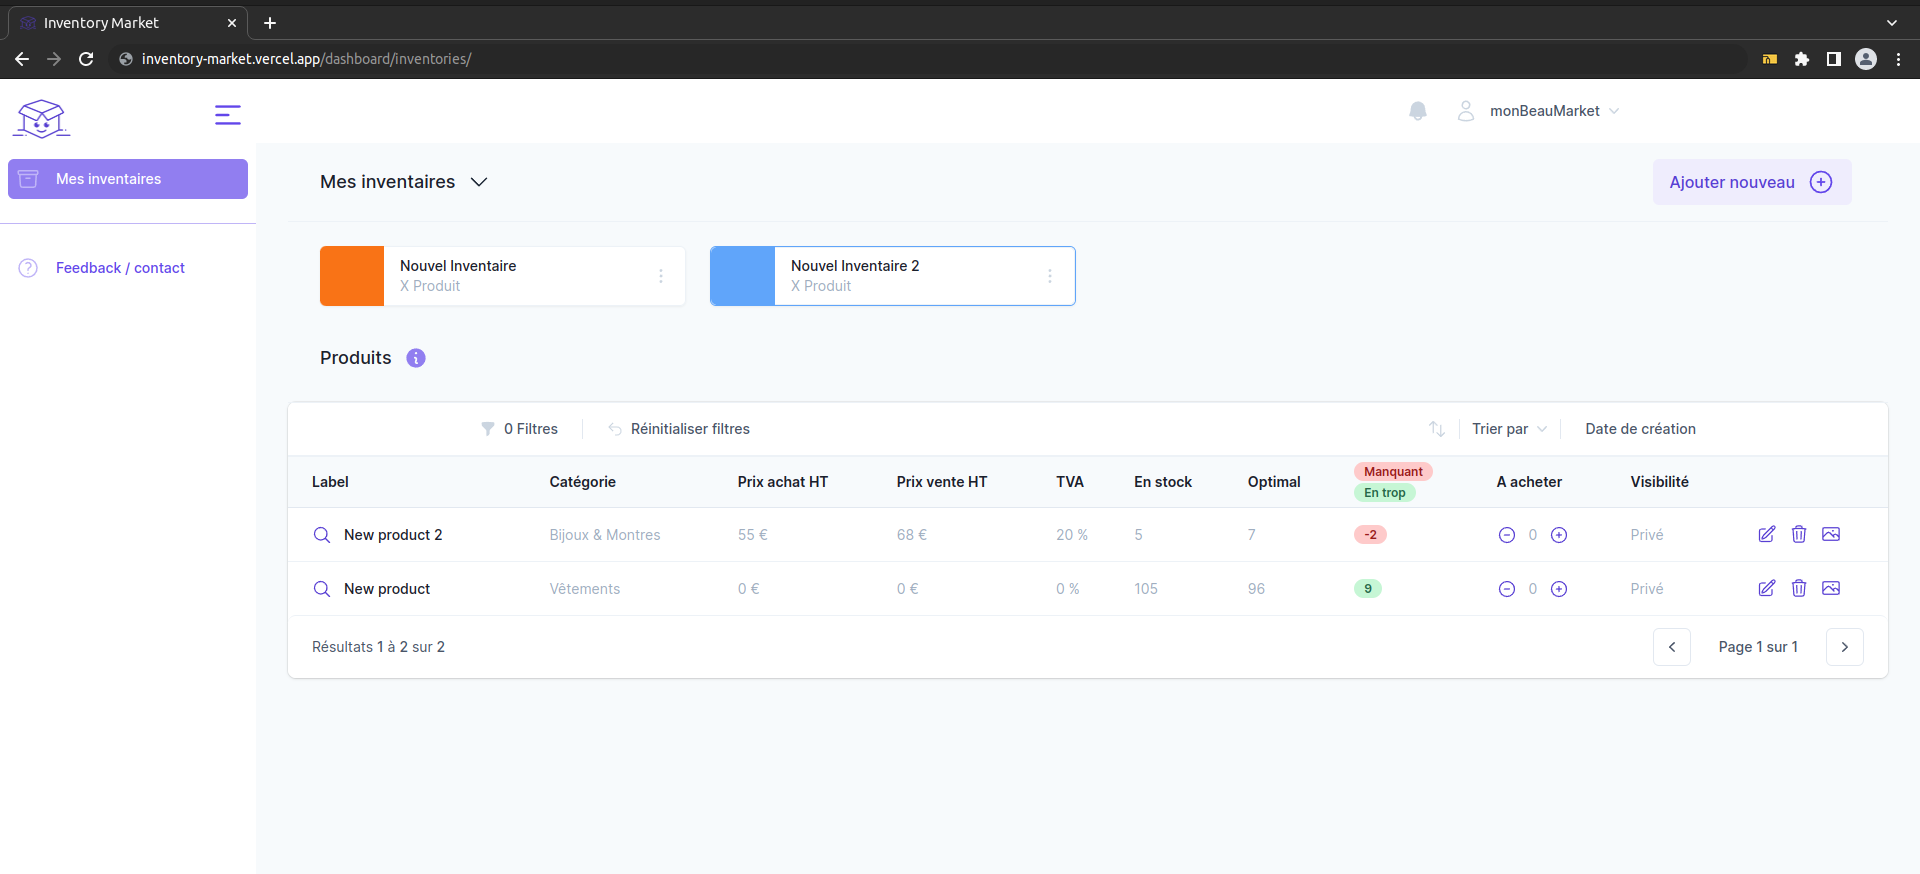 Inventory Market
inventory-market.vercel.app/dashboard/inventories/
monBeauMarket
Mes inventaires
Feedback / contact
Mes inventaires
Ajouter nouveau
Nouvel Inventaire
X Produit
Nouvel Inventaire 2
X Produit
Produits
0 Filtres Réinitialiser filtres Trier par Date de création
Label Catégorie Prix achat HT Prix vente HT TVA En stock Optimal Manquant En trop A acheter Visibilité
New product 2 Bijoux & Montres 55 € 68 € 20 % 5 7 -2 0 Privé
New product Vêtements 0 € 0 € 0 % 105 96 9 0 Privé
Résultats 1 à 2 sur 2 Page 1 sur 1